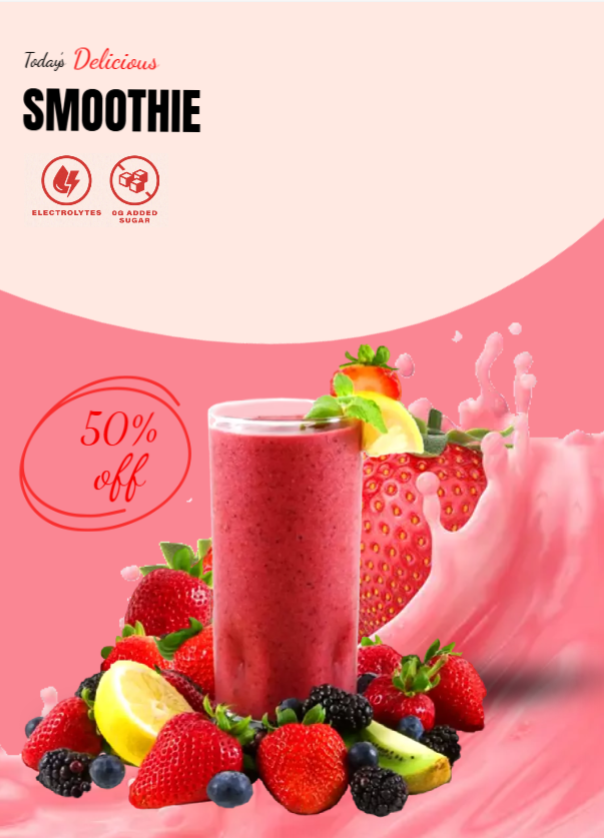 Today's Delicious
SMOOTHIE
ELECTROLYTES
0G ADDED
SUGAR
50%
off